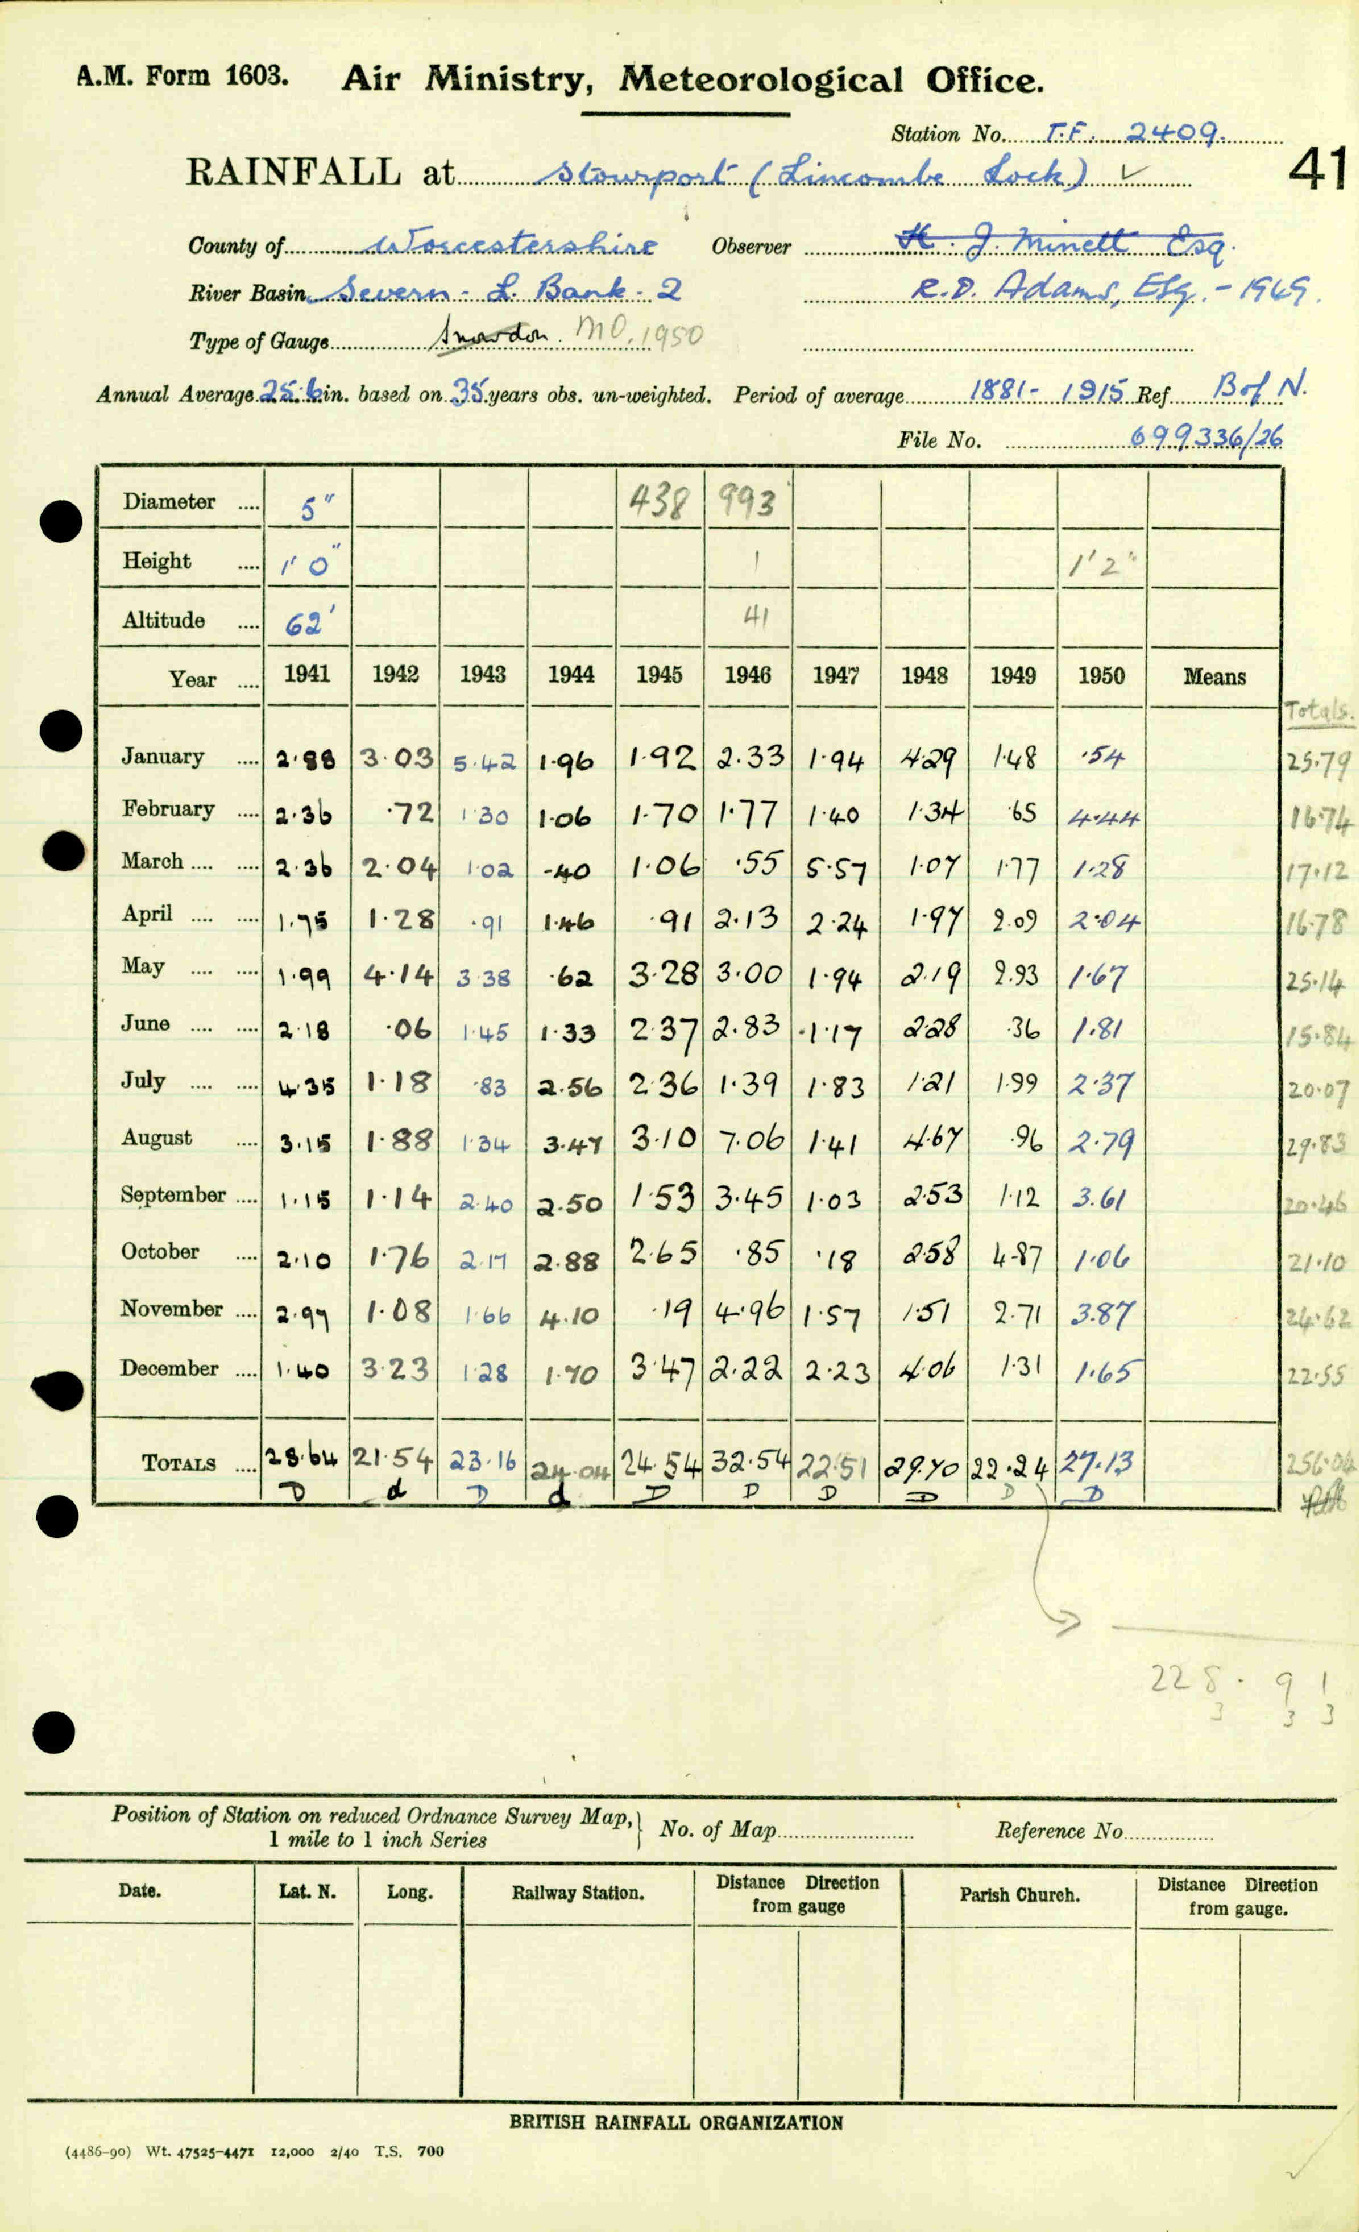 A.M. Form 1603. Air Ministry, Meteorological Office.
Station No. T.F. 2409.
41
RAINFALL at Stourport (Lincombe Lock) ✓
County of Worcestershire Observer H. J. Minett Esq.
River Basin Severn - L. Bank - 2 R.D. Adams, Esq. - 1949.
Type of Gauge Snowdon. MO. 1950
Annual Average 25.6 in. based on 35 years obs. un-weighted. Period of average 1881 - 1915 Ref B of N.
File No. 699336/26
Diameter .... 5" 438 993
Height .... 1' 0" 1 1' 2"
Altitude .... 62' 41
Year .... 1941 1942 1943 1944 1945 1946 1947 1948 1949 1950 Means Totals.
January .... 2.88 3.03 5.42 1.96 1.92 2.33 1.94 4.29 1.48 .54 25.79
February .... 2.36 .72 1.30 1.06 1.70 1.77 1.40 1.34 .65 4.44 16.74
March .... .... 2.36 2.04 1.02 .40 1.06 .55 5.57 1.07 1.77 1.28 17.12
April .... .... 1.75 1.28 .91 1.46 .91 2.13 2.24 1.97 2.09 2.04 16.78
May .... .... 1.99 4.14 3.38 .62 3.28 3.00 1.94 2.19 2.93 1.67 25.14
June .... .... 2.18 .06 1.45 1.33 2.37 2.83 1.17 2.28 .36 1.81 15.84
July .... .... 4.35 1.18 .83 2.56 2.36 1.39 1.83 1.21 1.99 2.37 20.07
August .... 3.15 1.88 1.34 3.47 3.10 7.06 1.41 4.67 .96 2.79 29.83
September .... 1.15 1.14 2.40 2.50 1.53 3.45 1.03 2.53 1.12 3.61 20.46
October .... 2.10 1.76 2.17 2.88 2.65 .85 .18 2.58 4.87 1.06 21.10
November .... 2.97 1.08 1.66 4.10 .19 4.96 1.57 1.51 2.71 3.87 24.62
December .... 1.40 3.23 1.28 1.70 3.47 2.22 2.23 4.06 1.31 1.65 22.55
TOTALS .... 28.64 21.54 23.16 24.04 24.54 32.54 22.51 29.70 22.24 27.13 256.04
D d D d D D D D D D
228.91
3 3 3
Position of Station on reduced Ordnance Survey Map, 1 mile to 1 inch Series } No. of Map Reference No.
Date. Lat. N. Long. Railway Station. Distance Direction from gauge Parish Church. Distance Direction from gauge.
BRITISH RAINFALL ORGANIZATION
(4486-90) Wt. 47525-4471 12,000 2/40 T.S. 700